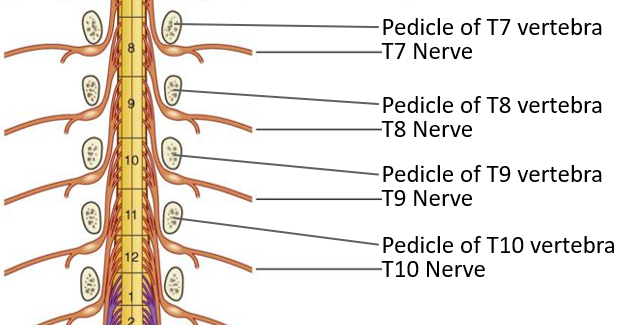 Pedicle of T7 vertebra
8
T7 Nerve
Pedicle of T8 vertebra
9
T8 Nerve
10
Pedicle of T9 vertebra
T9 Nerve
11
Pedicle of T10 vertebra
12
T10 Nerve
1
2